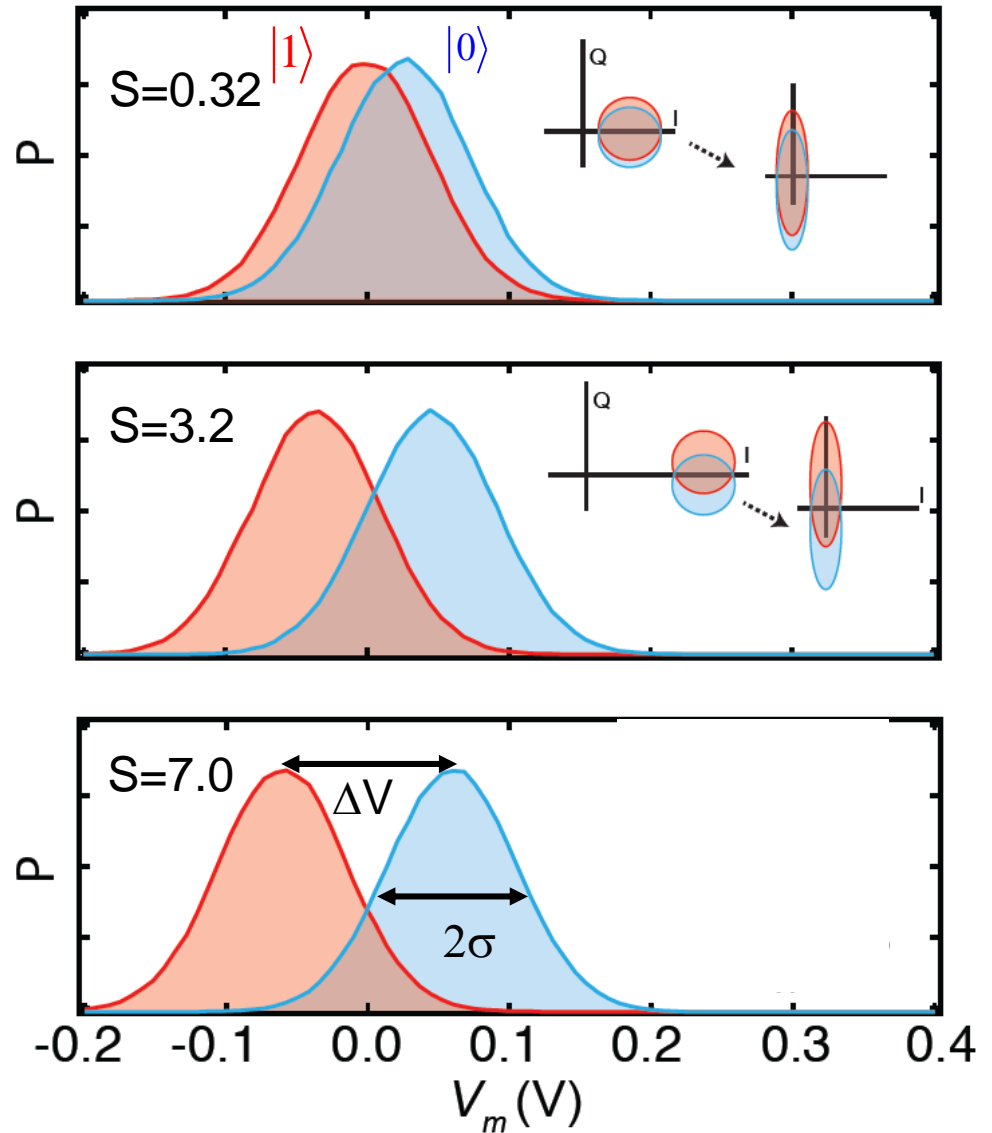 |1⟩
|0⟩
S=0.32
Q
I
P
S=3.2
Q
I
I
P
S=7.0
ΔV
2σ
P
-0.2 -0.1 0.0 0.1 0.2 0.3 0.4
Vm (V)